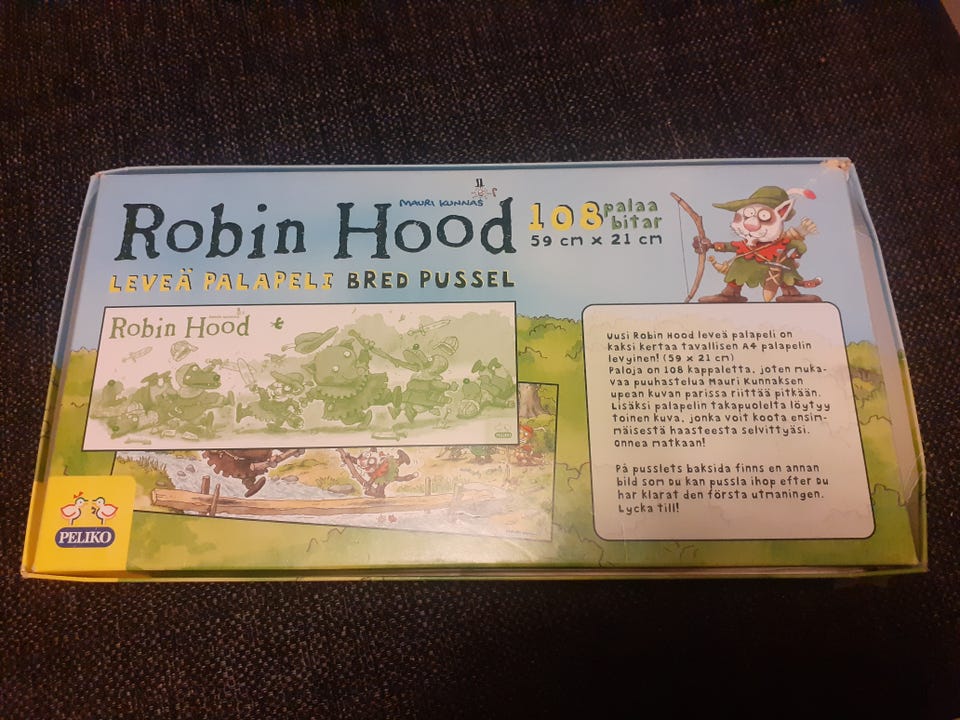 MAURI KUNNAS
Robin Hood
108 palaa
bitar
59 cm x 21 cm
LEVEÄ PALAPELI BRED PUSSEL
Robin Hood
Uusi Robin Hood leveä palapeli on
kaksi kertaa tavallisen A4 palapelin
levyinen! (59 x 21 cm)
Paloja on 108 kappaletta, joten muka-
vaa puuhastelua Mauri Kunnaksen
upean kuvan parissa riittää pitkään.
Lisäksi palapelin takapuolelta löytyy
toinen kuva, jonka voit koota ensim-
mäisestä haasteesta selvittyäsi.
Onnea matkaan!
På pusslets baksida finns en annan
bild som du kan pussla ihop efter du
har klarat den första utmaningen.
Lycka till!
PELIKO